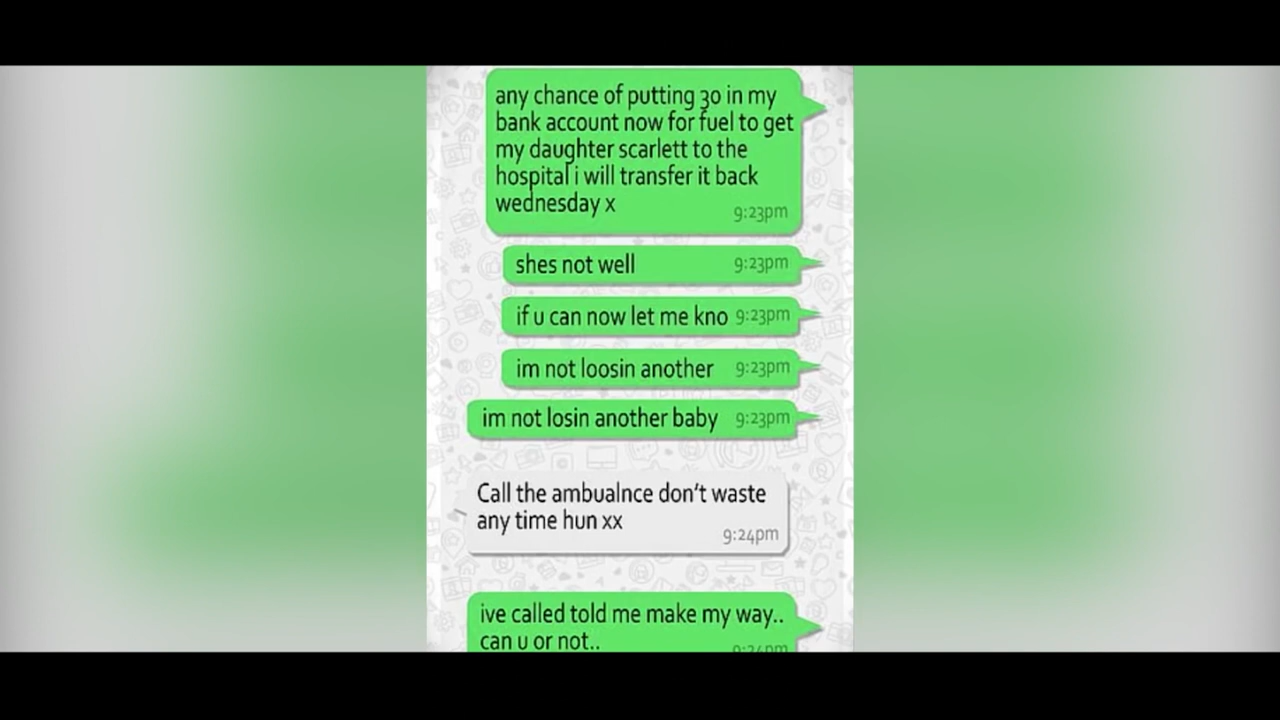 any chance of putting 30 in my
bank account now for fuel to get
my daughter scarlett to the
hospital i will transfer it back
wednesday x
9:23pm
shes not well 9:23pm
if u can now let me kno 9:23pm
im not loosin another 9:23pm
im not losin another baby 9:23pm
Call the ambualnce don't waste
any time hun xx
9:24pm
ive called told me make my way..
can u or not..
9:24pm